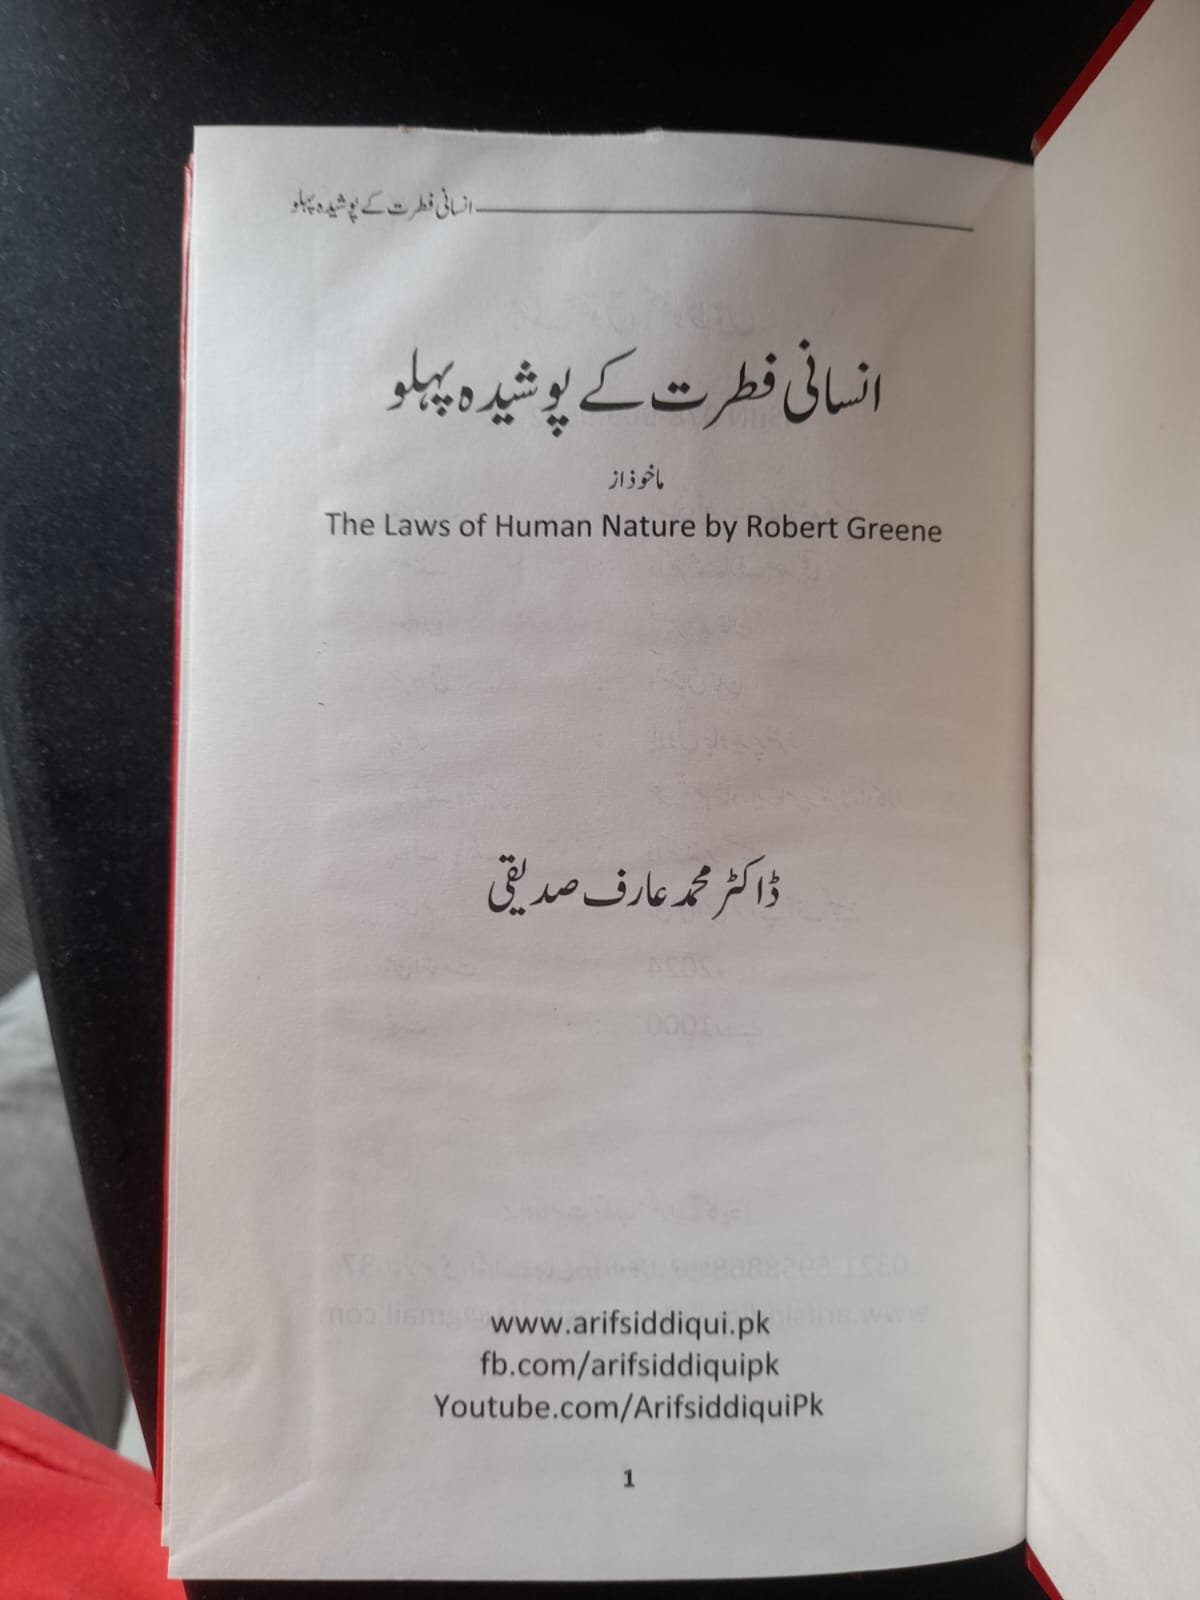 انسانی فطرت کے پوشیدہ پہلو
انسانی فطرت کے پوشیدہ پہلو
ماخوذ از
The Laws of Human Nature by Robert Greene
ڈاکٹر محمد عارف صدیقی
www.arifsiddiqui.pk
fb.com/arifsiddiquipk
Youtube.com/ArifsiddiquiPk
1